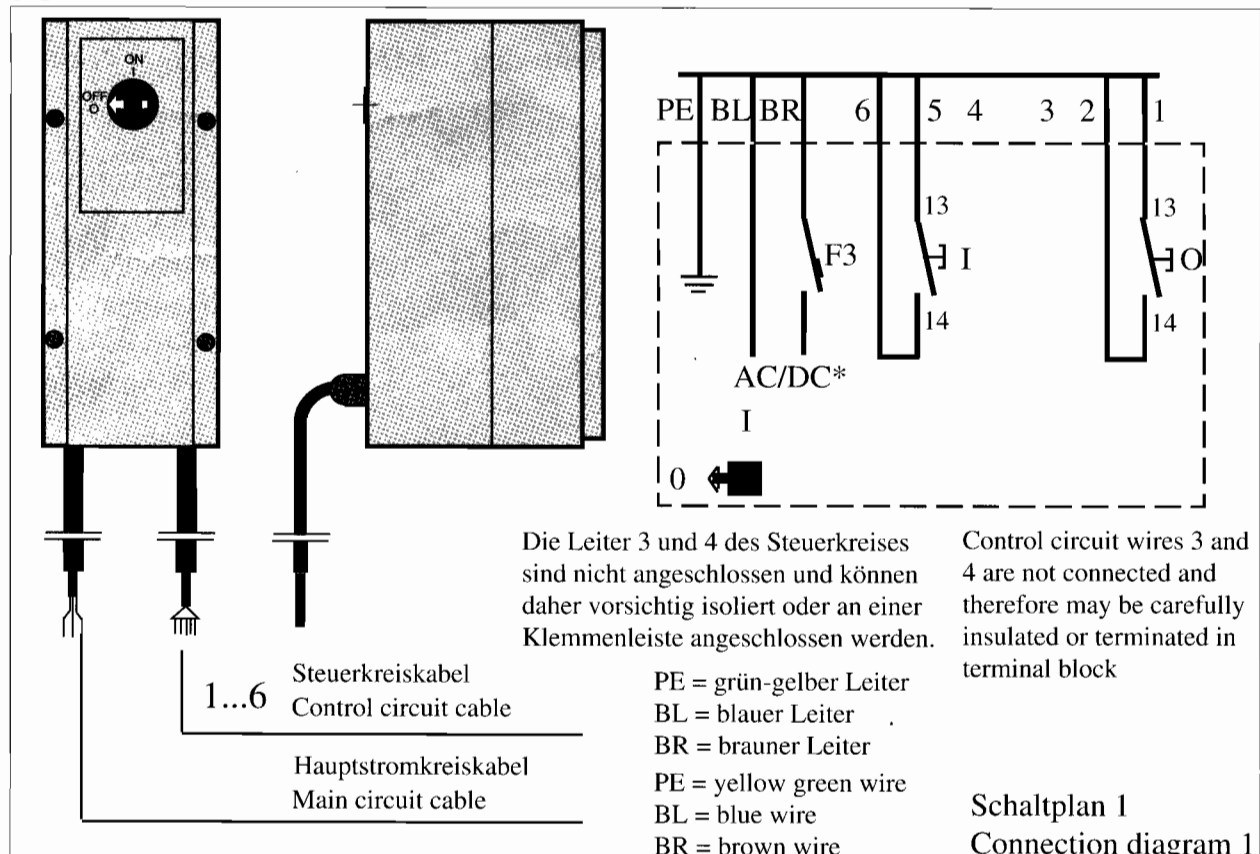 ON
I
OFF
O
PE BL BR 6 5 4 3 2 1
13
13
F3
I
O
14
14
AC/DC*
I
0
Die Leiter 3 und 4 des Steuerkreises
sind nicht angeschlossen und können
daher vorsichtig isoliert oder an einer
Klemmenleiste angeschlossen werden.
Control circuit wires 3 and
4 are not connected and
therefore may be carefully
insulated or terminated in
terminal block
1...6
Steuerkreiskabel
Control circuit cable
Hauptstromkreiskabel
Main circuit cable
PE = grün-gelber Leiter
BL = blauer Leiter
BR = brauner Leiter
PE = yellow green wire
BL = blue wire
BR = brown wire
Schaltplan 1
Connection diagram 1